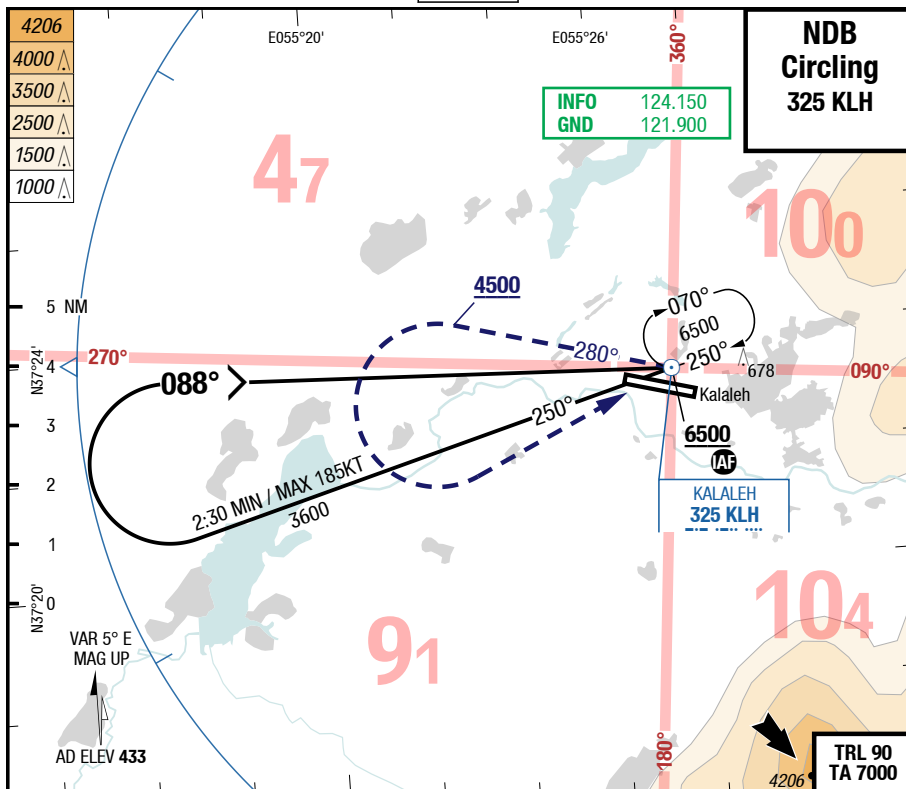 4206
4000
3500
2500
1500
1000
E055°20'
E055°26'
360°
NDB
Circling
325 KLH
INFO 124.150
GND 121.900
47
100
5 NM
4500
070°
6500
280°
250°
270°
N37°24'
4
678
090°
088°
250°
Kalaleh
3
6500
IAF
2
2:30 MIN / MAX 185KT
3600
KALALEH
325 KLH
1
N37°20'
0
104
91
VAR 5° E
MAG UP
180°
AD ELEV 433
4206
TRL 90
TA 7000